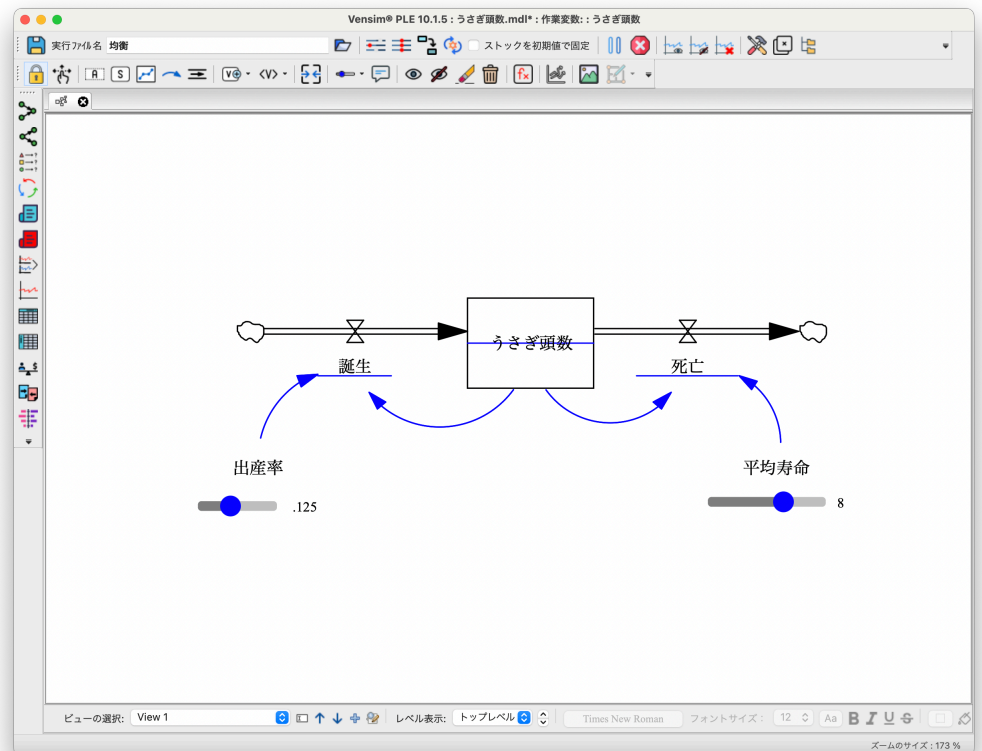 Vensim® PLE 10.1.5 : うさぎ頭数.mdl* : 作業変数: : うさぎ頭数
実行ファイル名 均衡 ストックを初期値で固定
うさぎ頭数
誕生 死亡
出産率 平均寿命
.125 8
ビューの選択: View 1 レベル表示: トップレベル Times New Roman フォントサイズ: 12 Aa B I U S
ズームのサイズ : 173 %